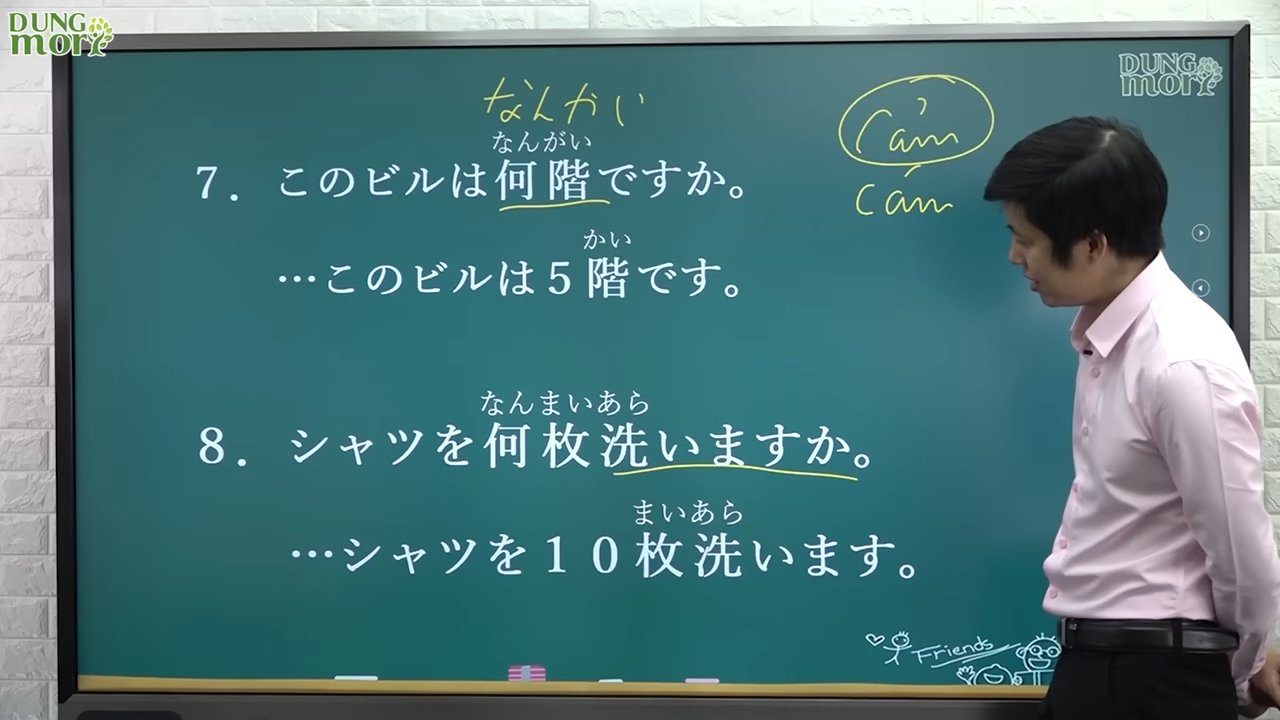 DUNG
mori
DUNG
mori
なんかい
cảm
cám
なんがい
7. このビルは何階ですか。
かい
…このビルは5階です。
なんまいあら
8. シャツを何枚洗いますか。
まいあら
…シャツを10枚洗います。
Friends